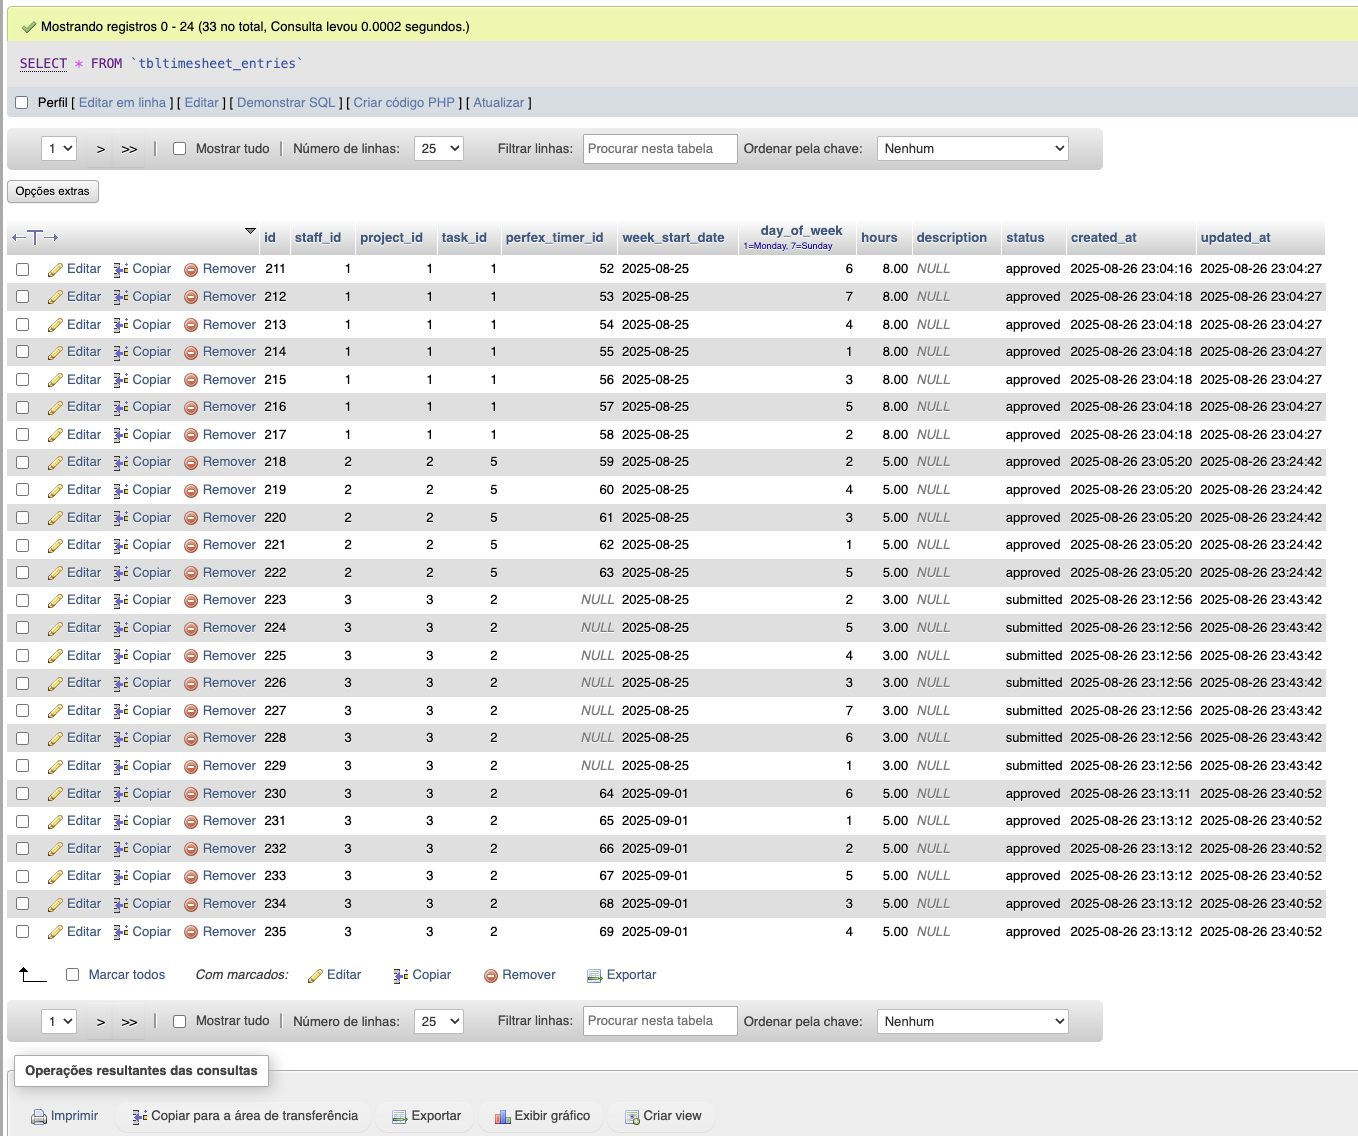 Mostrando registros 0 - 24 (33 no total, Consulta levou 0.0002 segundos.)
SELECT * FROM `tbltimesheet_entries`
Perfil [ Editar em linha ] [ Editar ] [ Demonstrar SQL ] [ Criar código PHP ] [ Atualizar ]
1 > >> | Mostrar tudo | Número de linhas: 25 Filtrar linhas: Procurar nesta tabela Ordenar pela chave: Nenhum
Opções extras
←T→ id staff_id project_id task_id perfex_timer_id week_start_date day_of_week hours description status created_at updated_at
1=Monday, 7=Sunday
Editar Copiar Remover 211 1 1 1 52 2025-08-25 6 8.00 NULL approved 2025-08-26 23:04:16 2025-08-26 23:04:27
Editar Copiar Remover 212 1 1 1 53 2025-08-25 7 8.00 NULL approved 2025-08-26 23:04:18 2025-08-26 23:04:27
Editar Copiar Remover 213 1 1 1 54 2025-08-25 4 8.00 NULL approved 2025-08-26 23:04:18 2025-08-26 23:04:27
Editar Copiar Remover 214 1 1 1 55 2025-08-25 1 8.00 NULL approved 2025-08-26 23:04:18 2025-08-26 23:04:27
Editar Copiar Remover 215 1 1 1 56 2025-08-25 3 8.00 NULL approved 2025-08-26 23:04:18 2025-08-26 23:04:27
Editar Copiar Remover 216 1 1 1 57 2025-08-25 5 8.00 NULL approved 2025-08-26 23:04:18 2025-08-26 23:04:27
Editar Copiar Remover 217 1 1 1 58 2025-08-25 2 8.00 NULL approved 2025-08-26 23:04:18 2025-08-26 23:04:27
Editar Copiar Remover 218 2 2 5 59 2025-08-25 2 5.00 NULL approved 2025-08-26 23:05:20 2025-08-26 23:24:42
Editar Copiar Remover 219 2 2 5 60 2025-08-25 4 5.00 NULL approved 2025-08-26 23:05:20 2025-08-26 23:24:42
Editar Copiar Remover 220 2 2 5 61 2025-08-25 3 5.00 NULL approved 2025-08-26 23:05:20 2025-08-26 23:24:42
Editar Copiar Remover 221 2 2 5 62 2025-08-25 1 5.00 NULL approved 2025-08-26 23:05:20 2025-08-26 23:24:42
Editar Copiar Remover 222 2 2 5 63 2025-08-25 5 5.00 NULL approved 2025-08-26 23:05:20 2025-08-26 23:24:42
Editar Copiar Remover 223 3 3 2 NULL 2025-08-25 2 3.00 NULL submitted 2025-08-26 23:12:56 2025-08-26 23:43:42
Editar Copiar Remover 224 3 3 2 NULL 2025-08-25 5 3.00 NULL submitted 2025-08-26 23:12:56 2025-08-26 23:43:42
Editar Copiar Remover 225 3 3 2 NULL 2025-08-25 4 3.00 NULL submitted 2025-08-26 23:12:56 2025-08-26 23:43:42
Editar Copiar Remover 226 3 3 2 NULL 2025-08-25 3 3.00 NULL submitted 2025-08-26 23:12:56 2025-08-26 23:43:42
Editar Copiar Remover 227 3 3 2 NULL 2025-08-25 7 3.00 NULL submitted 2025-08-26 23:12:56 2025-08-26 23:43:42
Editar Copiar Remover 228 3 3 2 NULL 2025-08-25 6 3.00 NULL submitted 2025-08-26 23:12:56 2025-08-26 23:43:42
Editar Copiar Remover 229 3 3 2 NULL 2025-08-25 1 3.00 NULL submitted 2025-08-26 23:12:56 2025-08-26 23:43:42
Editar Copiar Remover 230 3 3 2 64 2025-09-01 6 5.00 NULL approved 2025-08-26 23:13:11 2025-08-26 23:40:52
Editar Copiar Remover 231 3 3 2 65 2025-09-01 1 5.00 NULL approved 2025-08-26 23:13:12 2025-08-26 23:40:52
Editar Copiar Remover 232 3 3 2 66 2025-09-01 2 5.00 NULL approved 2025-08-26 23:13:12 2025-08-26 23:40:52
Editar Copiar Remover 233 3 3 2 67 2025-09-01 5 5.00 NULL approved 2025-08-26 23:13:12 2025-08-26 23:40:52
Editar Copiar Remover 234 3 3 2 68 2025-09-01 3 5.00 NULL approved 2025-08-26 23:13:12 2025-08-26 23:40:52
Editar Copiar Remover 235 3 3 2 69 2025-09-01 4 5.00 NULL approved 2025-08-26 23:13:12 2025-08-26 23:40:52
Marcar todos Com marcados: Editar Copiar Remover Exportar
1 > >> | Mostrar tudo | Número de linhas: 25 Filtrar linhas: Procurar nesta tabela Ordenar pela chave: Nenhum
Operações resultantes das consultas
Imprimir Copiar para a área de transferência Exportar Exibir gráfico Criar view